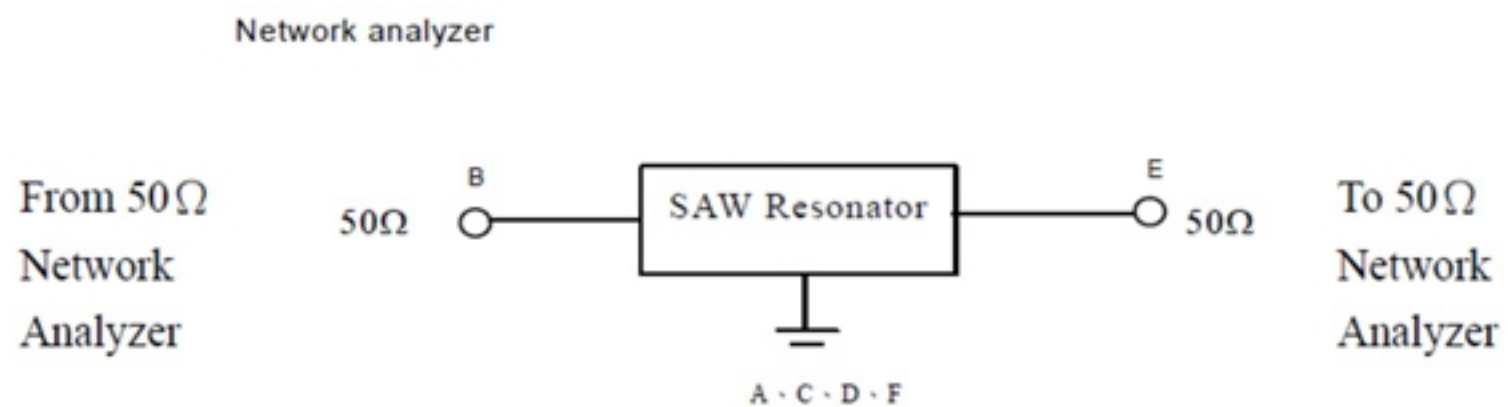 Network analyzer
From 50Ω
Network
Analyzer
50Ω
B
SAW Resonator
E
50Ω
To 50Ω
Network
Analyzer
A、C、D、F